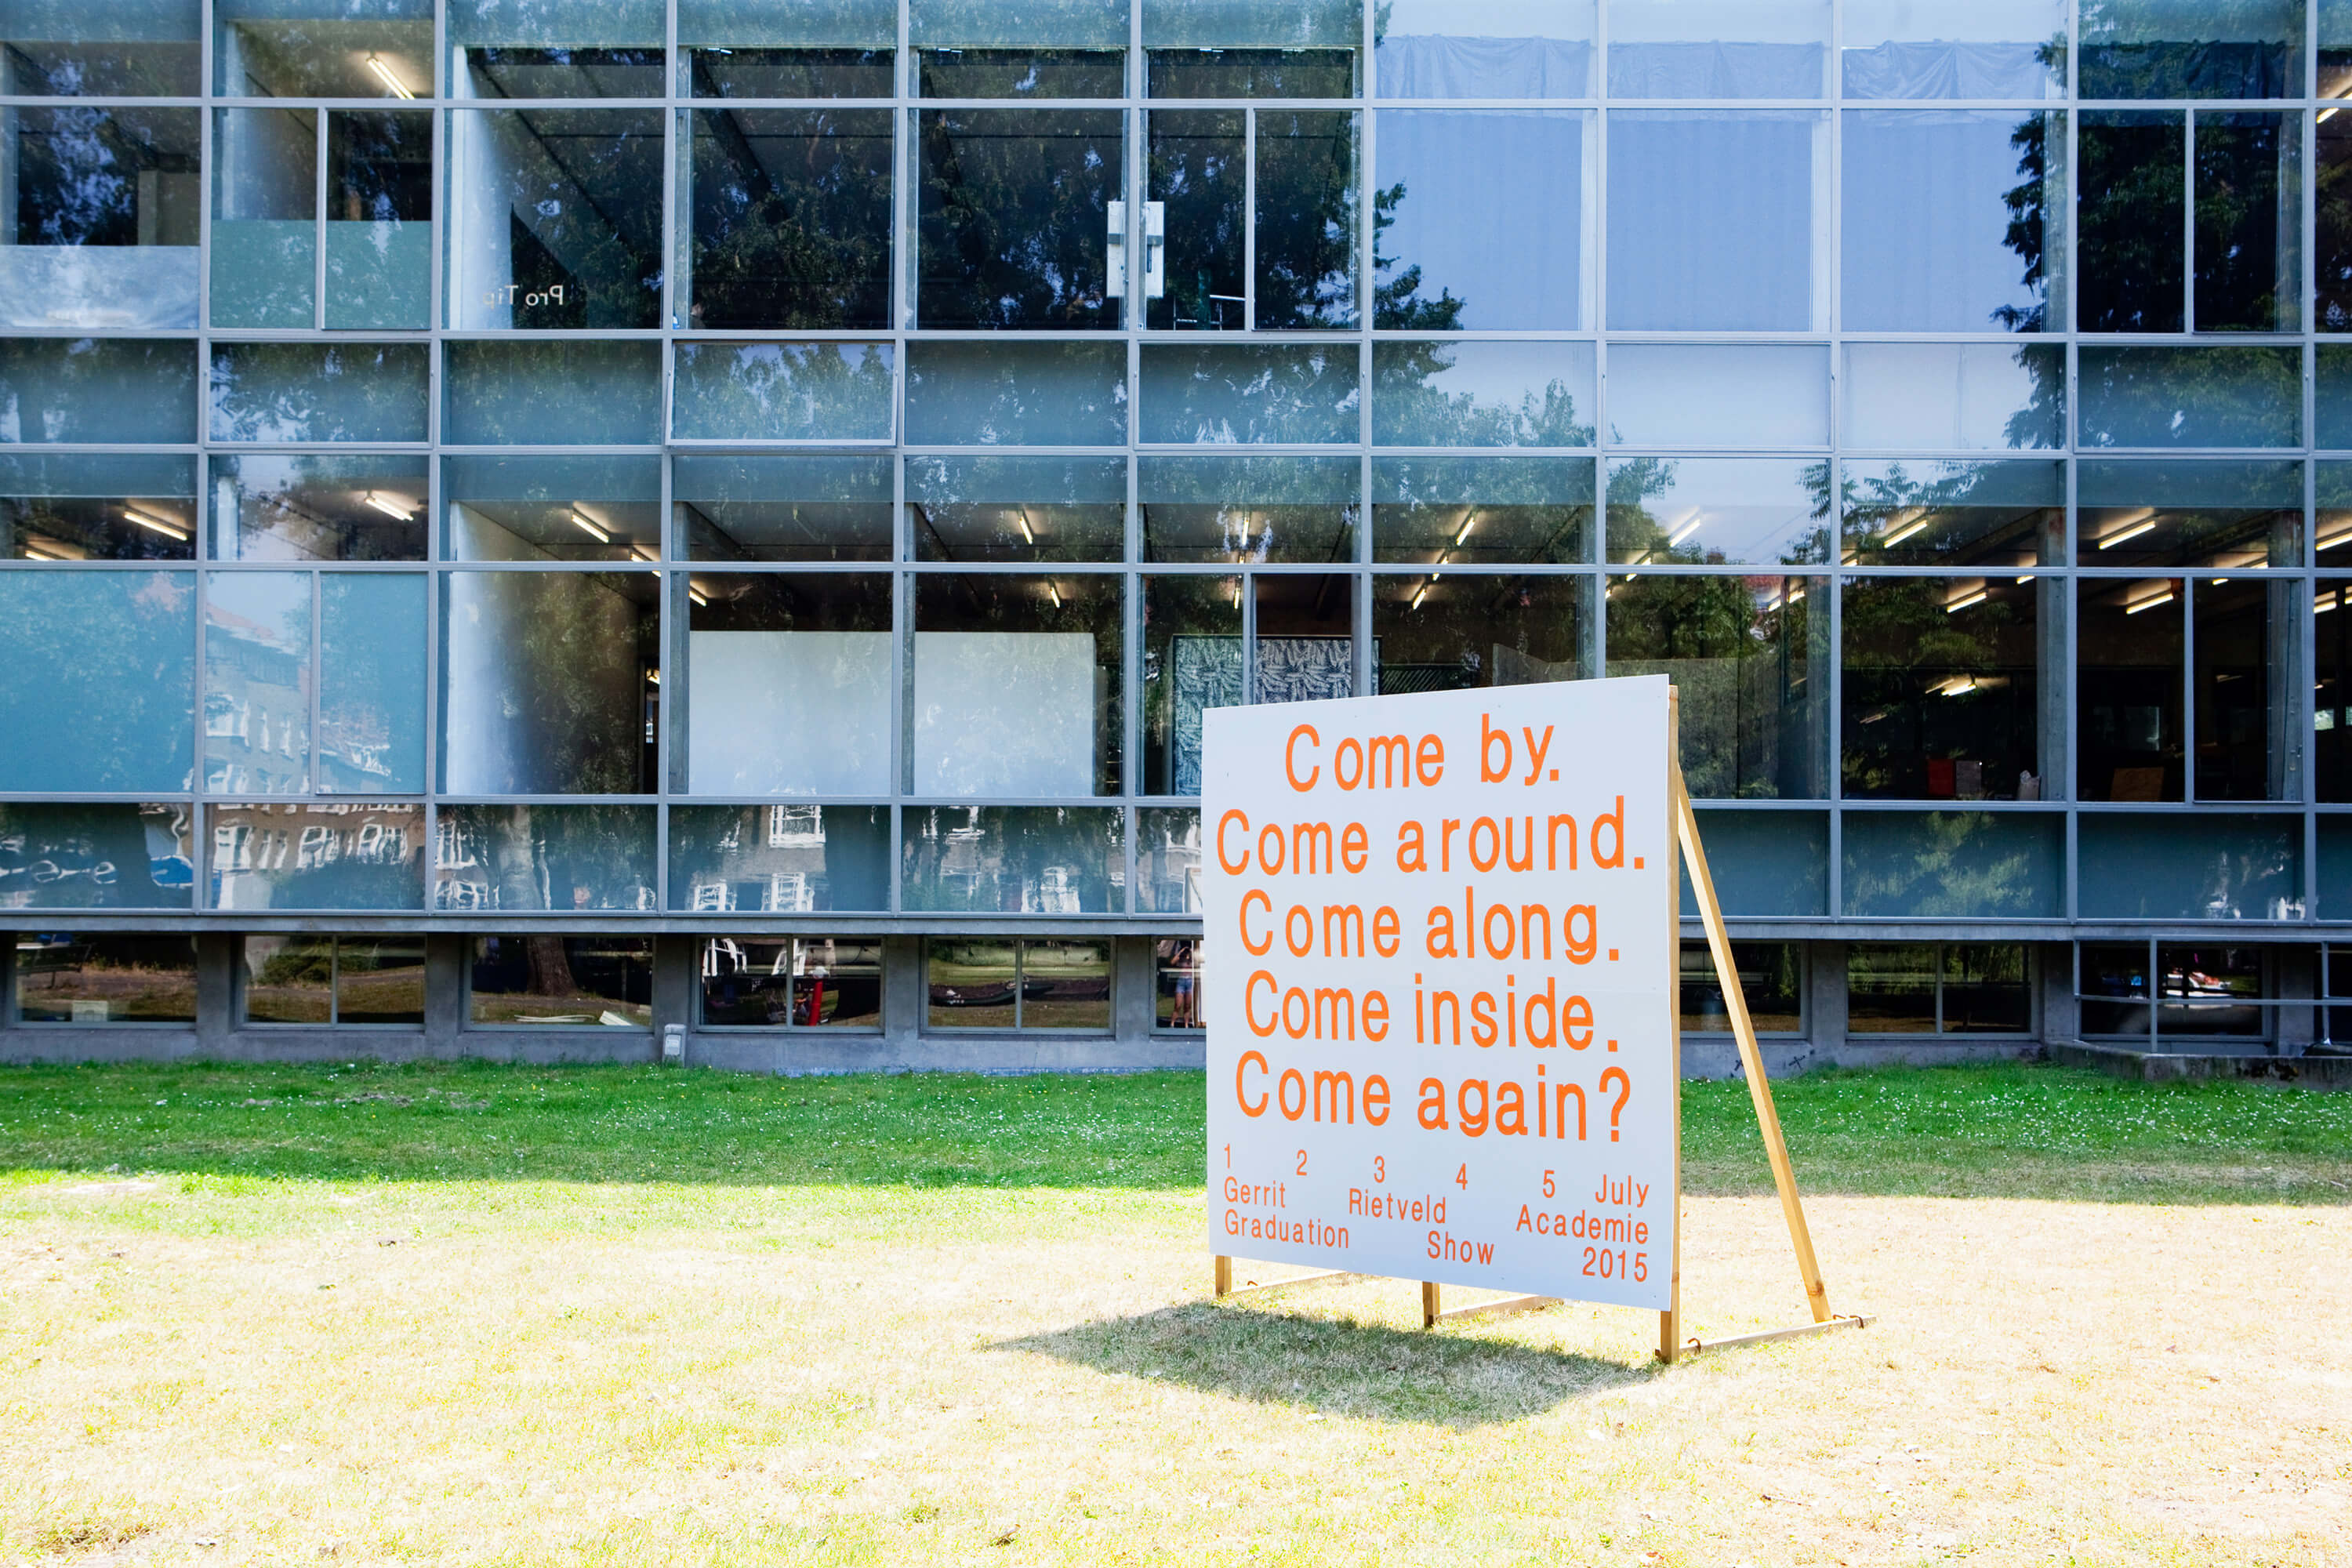 Pro Tip
Come by.
Come around.
Come along.
Come inside.
Come again?
1 2 3 4 5 July
Gerrit Rietveld Academie
Graduation Show 2015